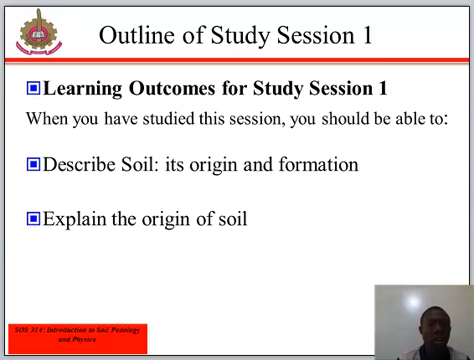 Outline of Study Session 1
Learning Outcomes for Study Session 1
When you have studied this session, you should be able to:
Describe Soil: its origin and formation
Explain the origin of soil
SOS 314: Introduction to Soil Pedology
and Physics